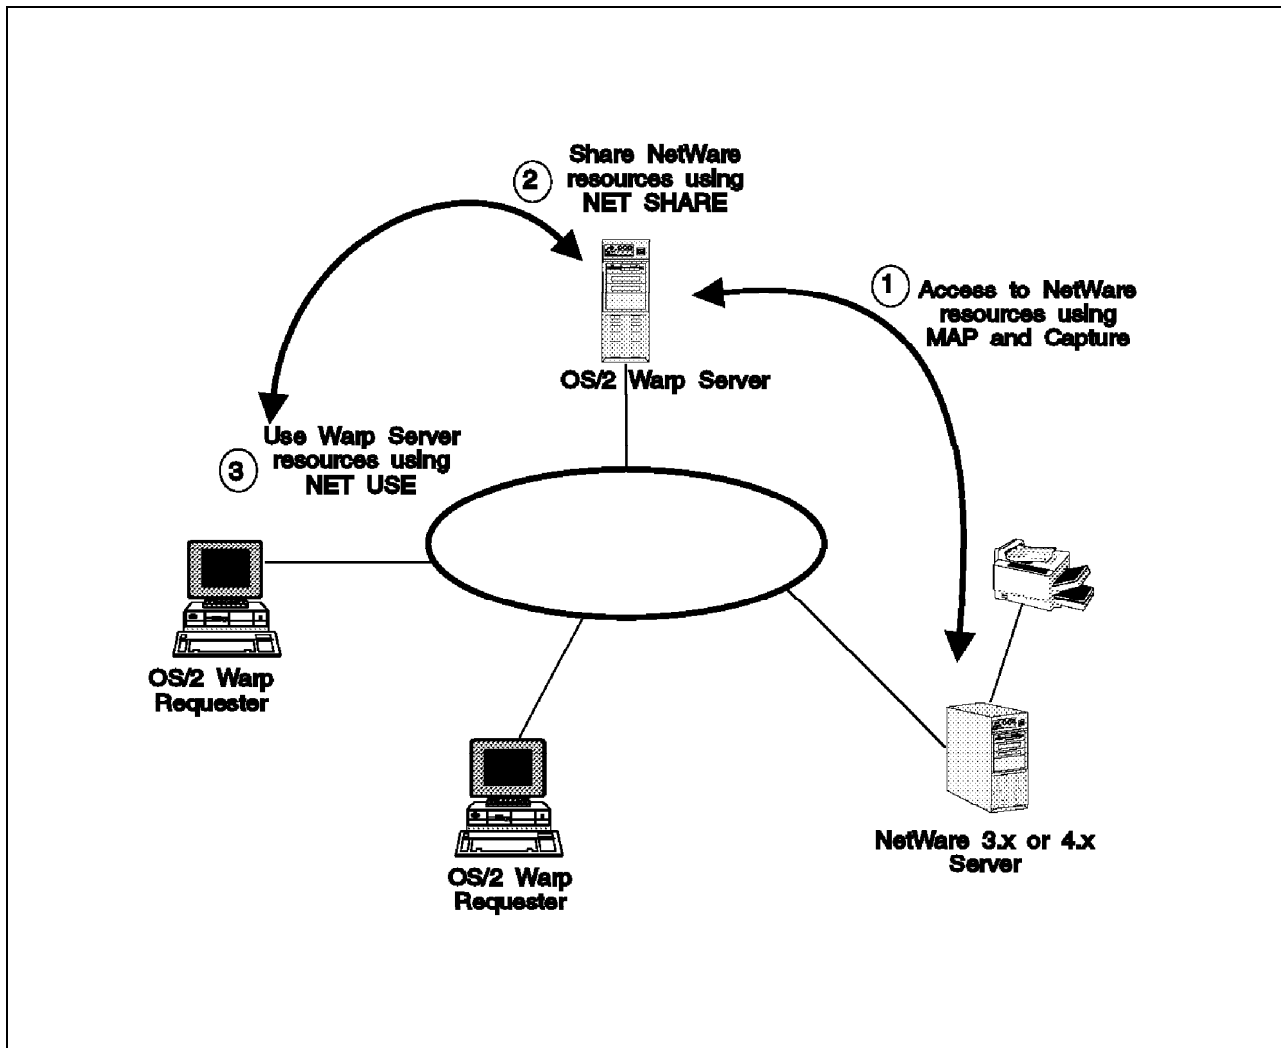 2
Share NetWare
resources using
NET SHARE
1
Access to NetWare
resources using
MAP and Capture
OS/2 Warp Server
3
Use Warp Server
resources using
NET USE
OS/2 Warp
Requester
OS/2 Warp
Requester
NetWare 3.x or 4.x
Server